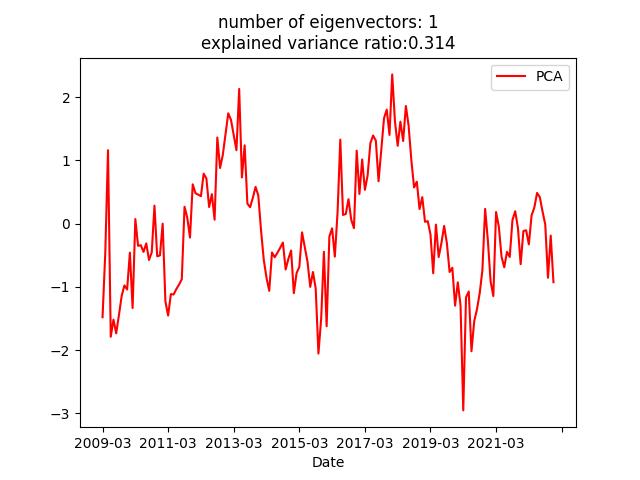 number of eigenvectors: 1
explained variance ratio:0.314
PCA
2
1
0
−1
−2
−3
2009-03 2011-03 2013-03 2015-03 2017-03 2019-03 2021-03
Date